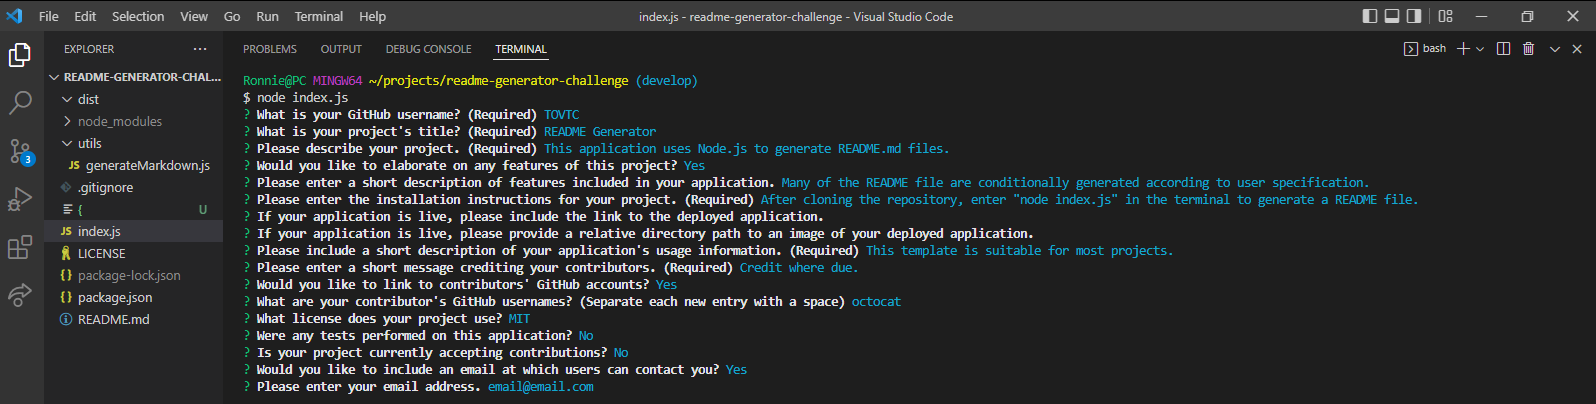 File Edit Selection View Go Run Terminal Help
index.js - readme-generator-challenge - Visual Studio Code
EXPLORER
README-GENERATOR-CHAL...
dist
node_modules
utils
JS generateMarkdown.js
.gitignore
{ U
JS index.js
LICENSE
{} package-lock.json
{} package.json
README.md
3
PROBLEMS OUTPUT DEBUG CONSOLE TERMINAL
bash
Ronnie@PC MINGW64 ~/projects/readme-generator-challenge (develop)
$ node index.js
? What is your GitHub username? (Required) TOVTC
? What is your project's title? (Required) README Generator
? Please describe your project. (Required) This application uses Node.js to generate README.md files.
? Would you like to elaborate on any features of this project? Yes
? Please enter a short description of features included in your application. Many of the README file are conditionally generated according to user specification.
? Please enter the installation instructions for your project. (Required) After cloning the repository, enter "node index.js" in the terminal to generate a README file.
? If your application is live, please include the link to the deployed application.
? If your application is live, please provide a relative directory path to an image of your deployed application.
? Please include a short description of your application's usage information. (Required) This template is suitable for most projects.
? Please enter a short message crediting your contributors. (Required) Credit where due.
? Would you like to link to contributors' GitHub accounts? Yes
? What are your contributor's GitHub usernames? (Separate each new entry with a space) octocat
? What license does your project use? MIT
? Were any tests performed on this application? No
? Is your project currently accepting contributions? No
? Would you like to include an email at which users can contact you? Yes
? Please enter your email address. email@email.com